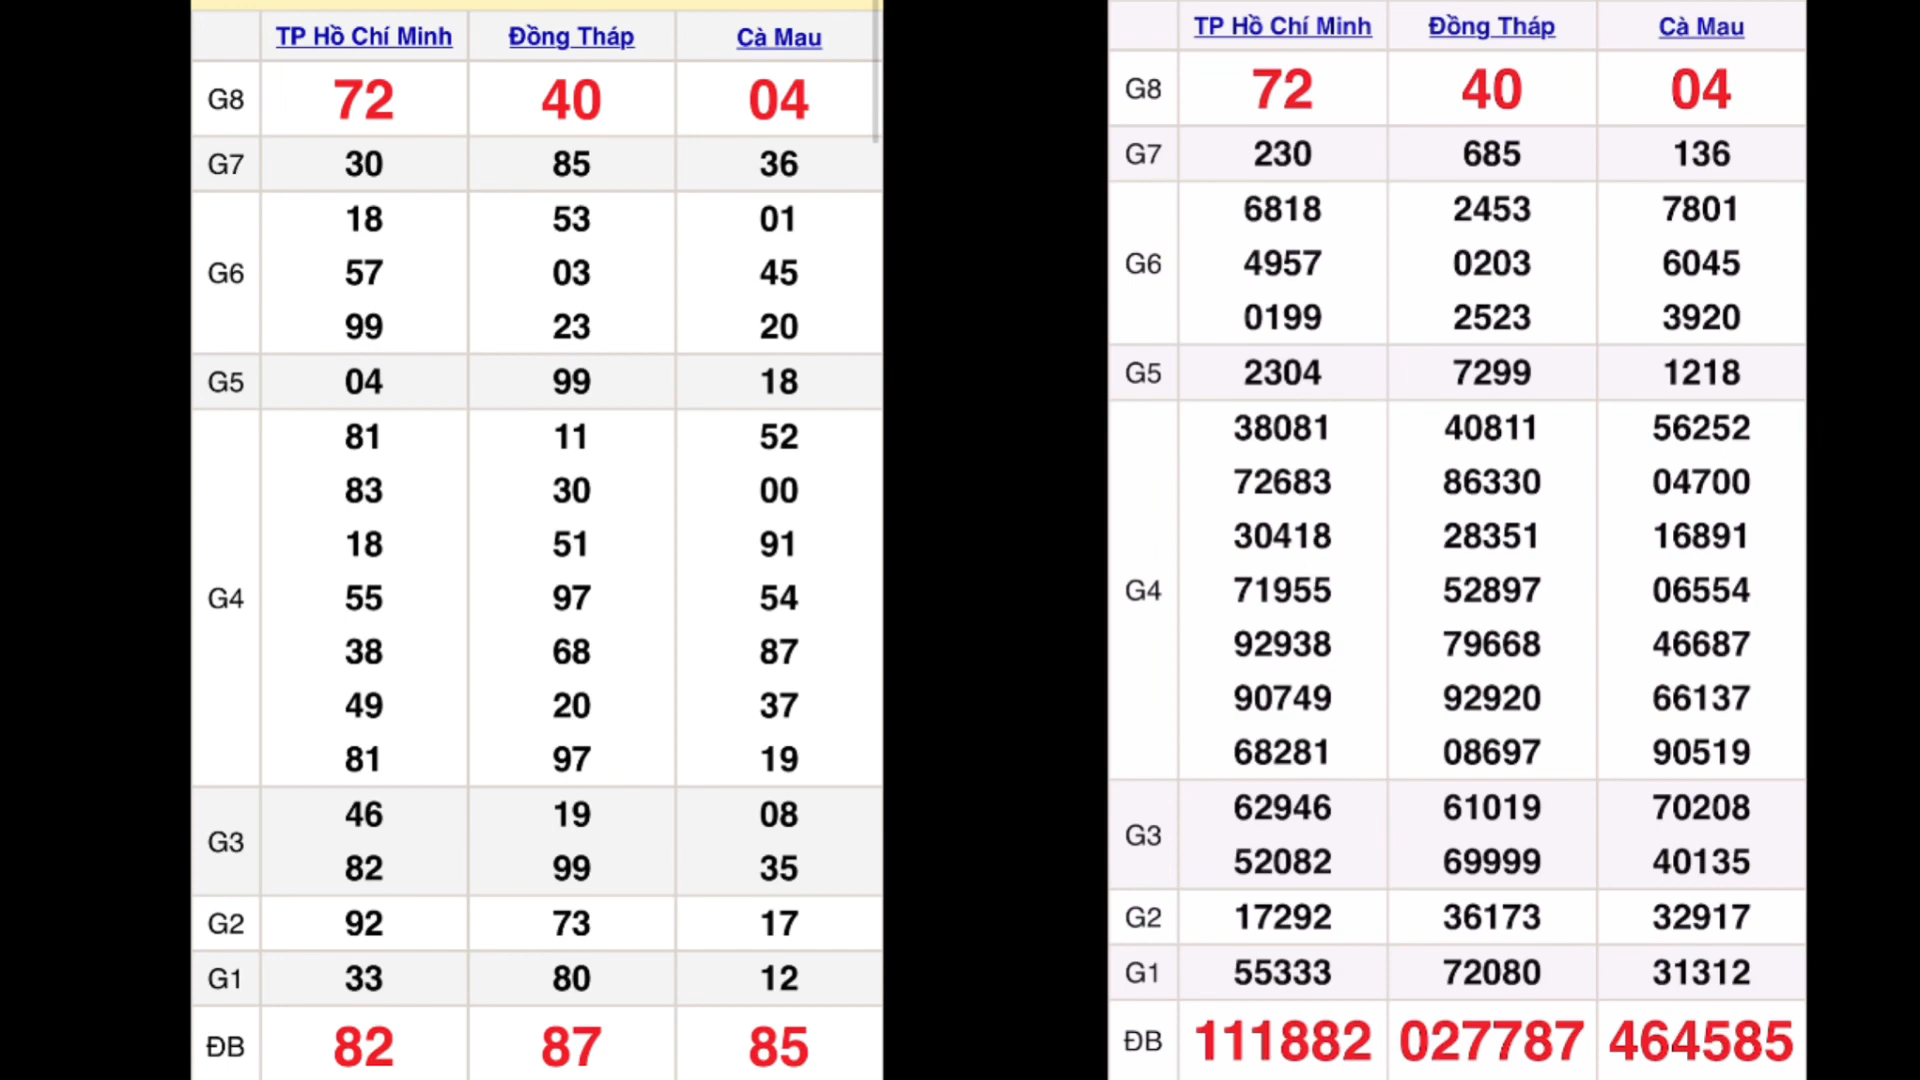 TP Hồ Chí Minh Đồng Tháp Cà Mau
G8 72 40 04
G7 30 85 36
18 53 01
G6 57 03 45
99 23 20
G5 04 99 18
81 11 52
83 30 00
18 51 91
G4 55 97 54
38 68 87
49 20 37
81 97 19
G3
46 19 08
82 99 35
G2 92 73 17
G1 33 80 12
ĐB 82 87 85
TP Hồ Chí Minh Đồng Tháp Cà Mau
G8 72 40 04
G7 230 685 136
6818 2453 7801
G6 4957 0203 6045
0199 2523 3920
G5 2304 7299 1218
38081 40811 56252
72683 86330 04700
30418 28351 16891
G4 71955 52897 06554
92938 79668 46687
90749 92920 66137
68281 08697 90519
G3
62946 61019 70208
52082 69999 40135
G2 17292 36173 32917
G1 55333 72080 31312
ĐB 111882 027787 464585